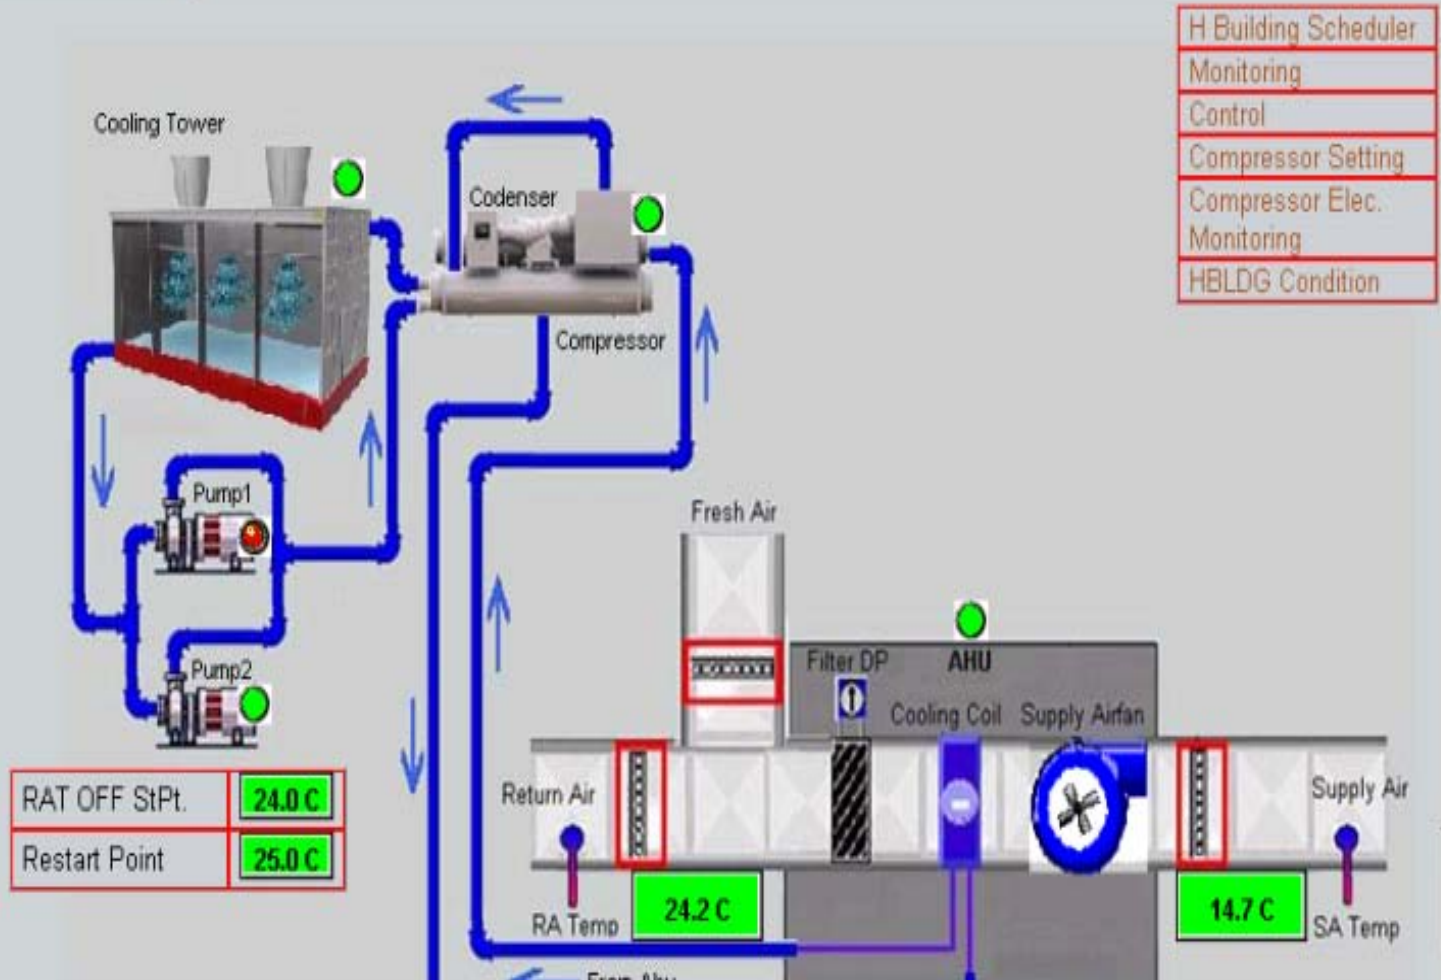 H Building Scheduler
Monitoring
Control
Compressor Setting
Compressor Elec.
Monitoring
HBLDG Condition
Cooling Tower
Codenser
Compressor
Pump1
Pump2
Fresh Air
Filter DP
AHU
Cooling Coil
Supply Airfan
Return Air
Supply Air
RAT OFF StPt.
24.0 C
Restart Point
25.0 C
RA Temp
24.2 C
14.7 C
SA Temp
From Ahu